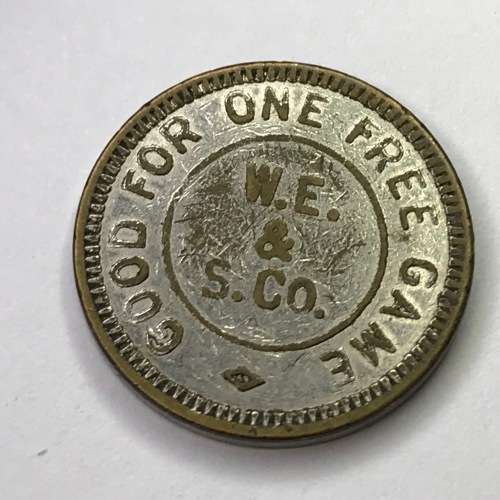 GOOD FOR ONE FREE GAME
W.E.
&
S. CO.